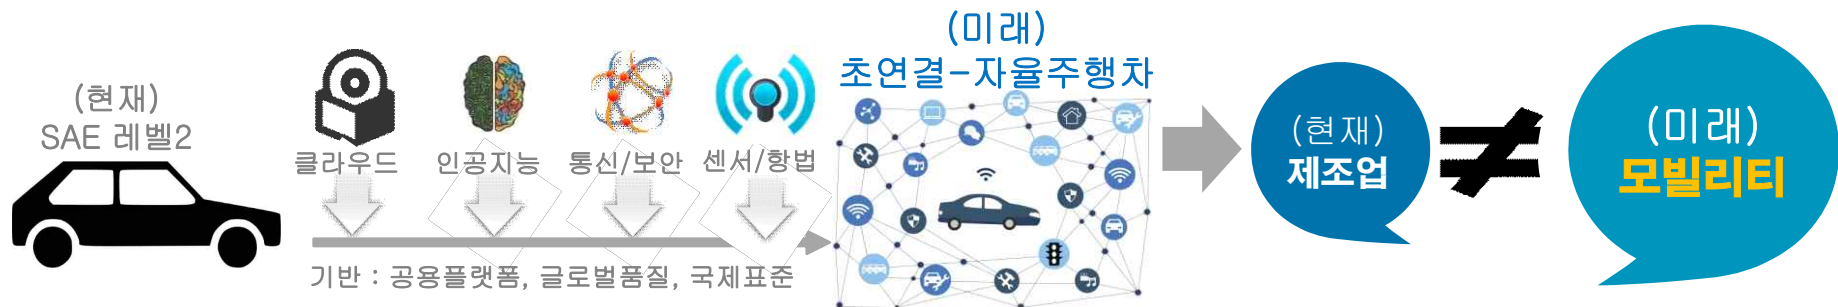 (현재)
SAE 레벨2
클라우드
인공지능
통신/보안
센서/항법
기반 : 공용플랫폼, 글로벌품질, 국제표준
(미래)
초연결-자율주행차
(현재)
제조업
≠
(미래)
모빌리티